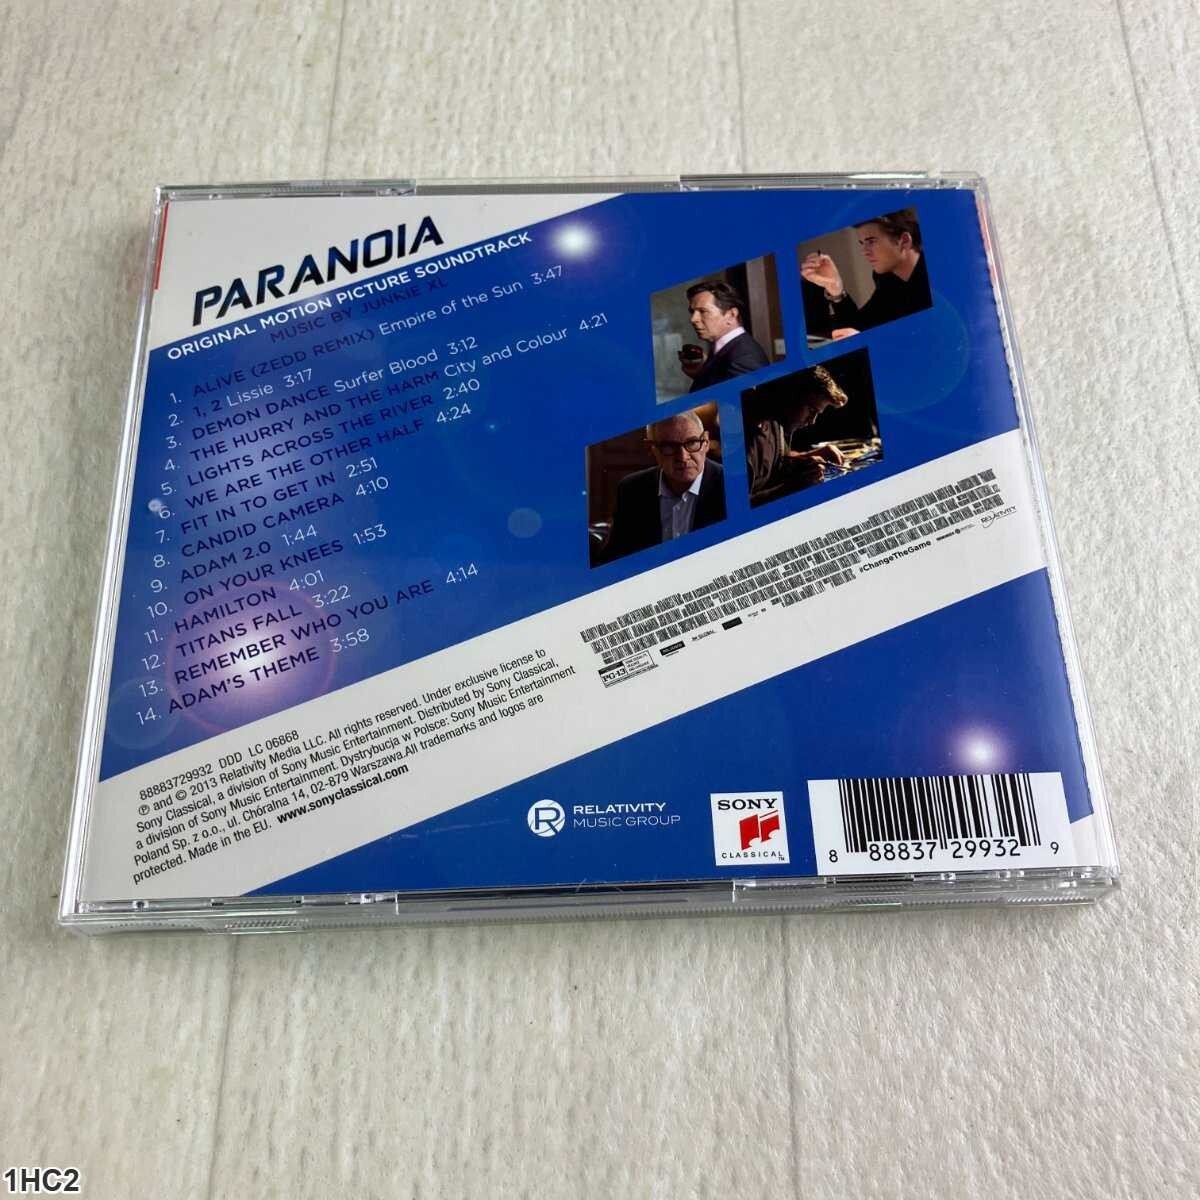 PARANOIA
ORIGINAL MOTION PICTURE SOUNDTRACK
MUSIC BY JUNKIE XL
1. ALIVE (ZEDD REMIX) Empire of the Sun 3:47
2. 1, 2 Lissie 3:17
3. DEMON DANCE Surfer Blood 3:12
4. THE HURRY AND THE HARM City and Colour 4:21
5. LIGHTS ACROSS THE RIVER 2:40
6. WE ARE THE OTHER HALF 4:24
7. FIT IN TO GET IN 2:51
8. CANDID CAMERA 4:10
9. ADAM 2.0 1:44
10. ON YOUR KNEES 1:53
11. HAMILTON 4:01
12. TITANS FALL 3:22
13. REMEMBER WHO YOU ARE 4:14
14. ADAM'S THEME 3:58
88883729932 DDD LC 06868
℗ and © 2013 Relativity Media LLC. All rights reserved. Under exclusive license to
Sony Classical, a division of Sony Music Entertainment. Distributed by Sony Classical,
a division of Sony Music Entertainment. Dystrybucja w Polsce: Sony Music Entertainment
Poland Sp. z o.o., ul. Chóralna 14, 02-879 Warszawa.All trademarks and logos are
protected. Made in the EU. www.sonyclassical.com
PG-13
#ChangeTheGame
RELATIVITY
RELATIVITY
MUSIC GROUP
SONY
CLASSICAL™
8 88837 29932 9
1HC2